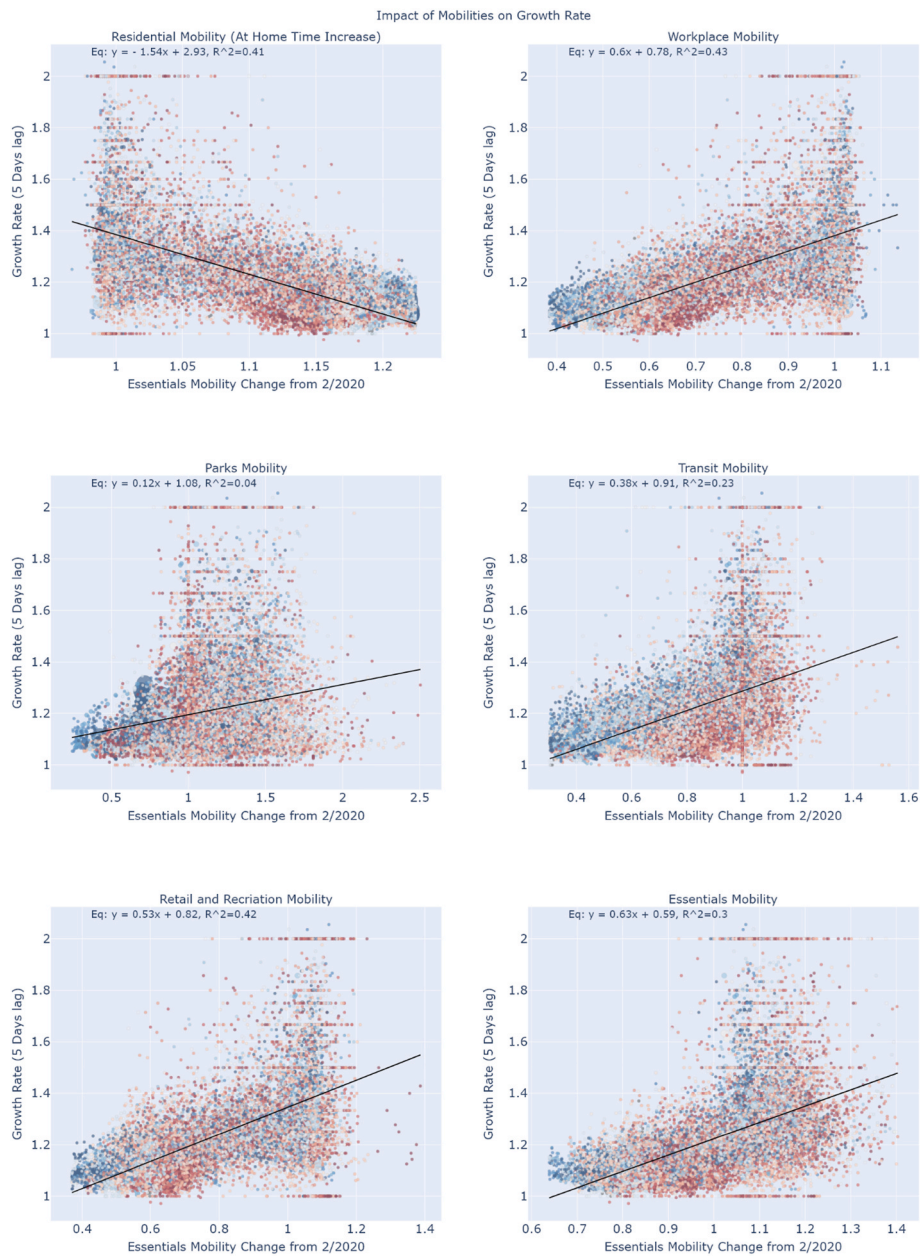 Impact of Mobilities on Growth Rate
Residential Mobility (At Home Time Increase)
Eq: y = - 1.54x + 2.93, R^2=0.41
Growth Rate (5 Days lag)
2
1.8
1.6
1.4
1.2
1
1 1.05 1.1 1.15 1.2
Essentials Mobility Change from 2/2020
Workplace Mobility
Eq: y = 0.6x + 0.78, R^2=0.43
Growth Rate (5 Days lag)
2
1.8
1.6
1.4
1.2
1
0.4 0.5 0.6 0.7 0.8 0.9 1 1.1
Essentials Mobility Change from 2/2020
Parks Mobility
Eq: y = 0.12x + 1.08, R^2=0.04
Growth Rate (5 Days lag)
2
1.8
1.6
1.4
1.2
1
0.5 1 1.5 2 2.5
Essentials Mobility Change from 2/2020
Transit Mobility
Eq: y = 0.38x + 0.91, R^2=0.23
Growth Rate (5 Days lag)
2
1.8
1.6
1.4
1.2
1
0.4 0.6 0.8 1 1.2 1.4 1.6
Essentials Mobility Change from 2/2020
Retail and Recriation Mobility
Eq: y = 0.53x + 0.82, R^2=0.42
Growth Rate (5 Days lag)
2
1.8
1.6
1.4
1.2
1
0.4 0.6 0.8 1 1.2 1.4
Essentials Mobility Change from 2/2020
Essentials Mobility
Eq: y = 0.63x + 0.59, R^2=0.3
Growth Rate (5 Days lag)
2
1.8
1.6
1.4
1.2
1
0.6 0.7 0.8 0.9 1 1.1 1.2 1.3 1.4
Essentials Mobility Change from 2/2020